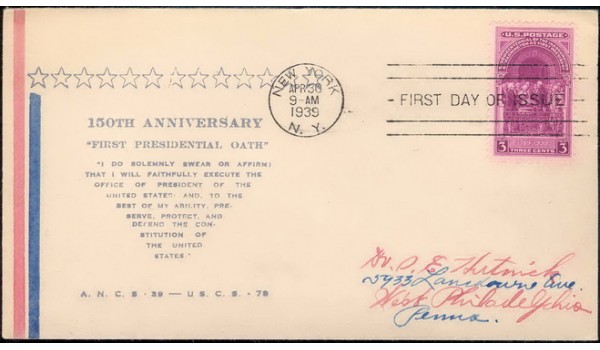 150TH ANNIVERSARY
"FIRST PRESIDENTIAL OATH"
"I DO SOLEMNLY SWEAR OR AFFIRM)
THAT I WILL FAITHFULLY EXECUTE THE
OFFICE OF PRESIDENT OF THE
UNITED STATES: AND, TO THE
BEST OF MY ABILITY, PRE-
SERVE, PROTECT, AND
DEFEND THE CON-
STITUTION OF
THE UNITED
STATES."
A. N. C. S - 39 — U. S. C. S. - 79
NEW YORK
APR 30
9-AM
1939
N. Y.
FIRST DAY OF ISSUE
U.S. POSTAGE
3 THREE CENTS 3
Dr. E.
5933 Lansdowne Ave.
West Philadelphia
Penna.